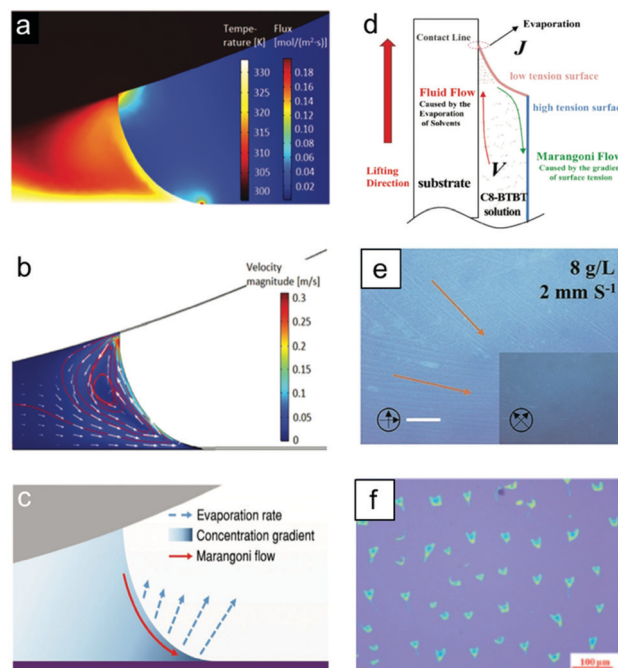 a
Tempe-
rature [K]
Flux
[mol/(m²·s)]
330
325
320
315
310
305
300
298
0.18
0.16
0.14
0.12
0.10
0.08
0.06
0.04
0.02
b
Velocity
magnitude [m/s]
0.3
0.25
0.2
0.15
0.1
0.05
0
c
Evaporation rate
Concentration gradient
Marangoni flow
d
Contact Line
Evaporation
J
low tension surface
high tension surface
Fluid Flow
Caused by the
Evaporation
of Solvents
Lifting
Direction
substrate
V
Marangoni Flow
Caused by the gradient
of surface tension
C8-BTBT
solution
e
8 g/L
2 mm S⁻¹
f
100 μm